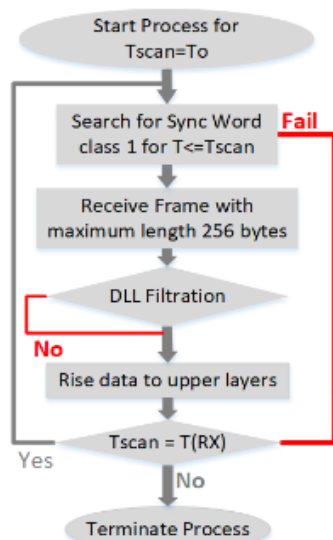 Start Process for
Tscan=To
Search for Sync Word
class 1 for T<=Tscan
Fail
Receive Frame with
maximum length 256 bytes
DLL Filtration
No
Rise data to upper layers
Tscan = T(RX)
Yes
No
Terminate Process